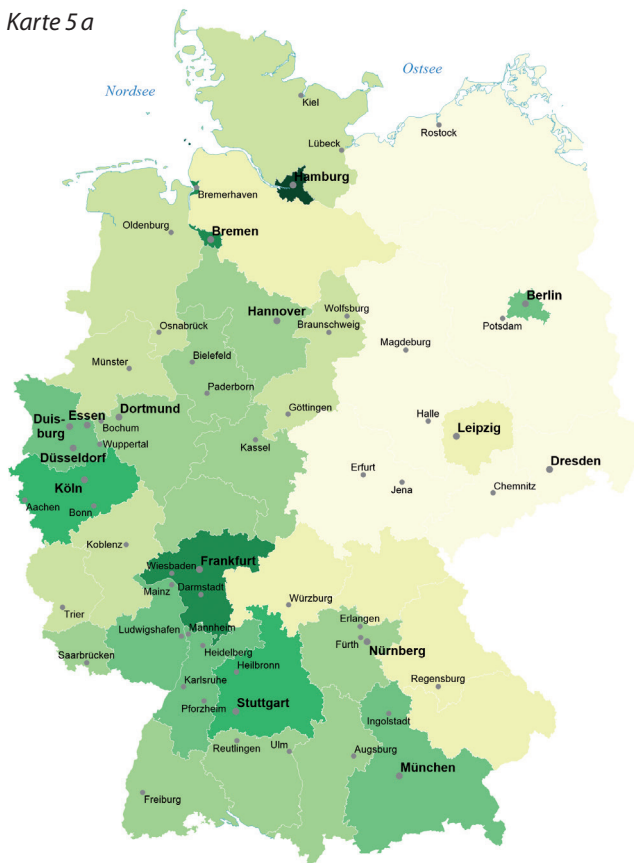 Karte 5 a
Ostsee
Nordsee
Kiel
Rostock
Lübeck
Hamburg
Bremerhaven
Oldenburg
Bremen
Berlin
Hannover
Wolfsburg
Potsdam
Braunschweig
Osnabrück
Magdeburg
Bielefeld
Münster
Paderborn
Göttingen
Halle
Duis-
burg
Essen
Dortmund
Bochum
Leipzig
Wuppertal
Kassel
Düsseldorf
Dresden
Erfurt
Köln
Jena
Chemnitz
Aachen
Bonn
Koblenz
Wiesbaden
Frankfurt
Mainz
Darmstadt
Würzburg
Trier
Erlangen
Ludwigshafen
Mannheim
Fürth
Nürnberg
Saarbrücken
Heidelberg
Heilbronn
Karlsruhe
Regensburg
Pforzheim
Stuttgart
Ingolstadt
Reutlingen
Ulm
Augsburg
München
Freiburg